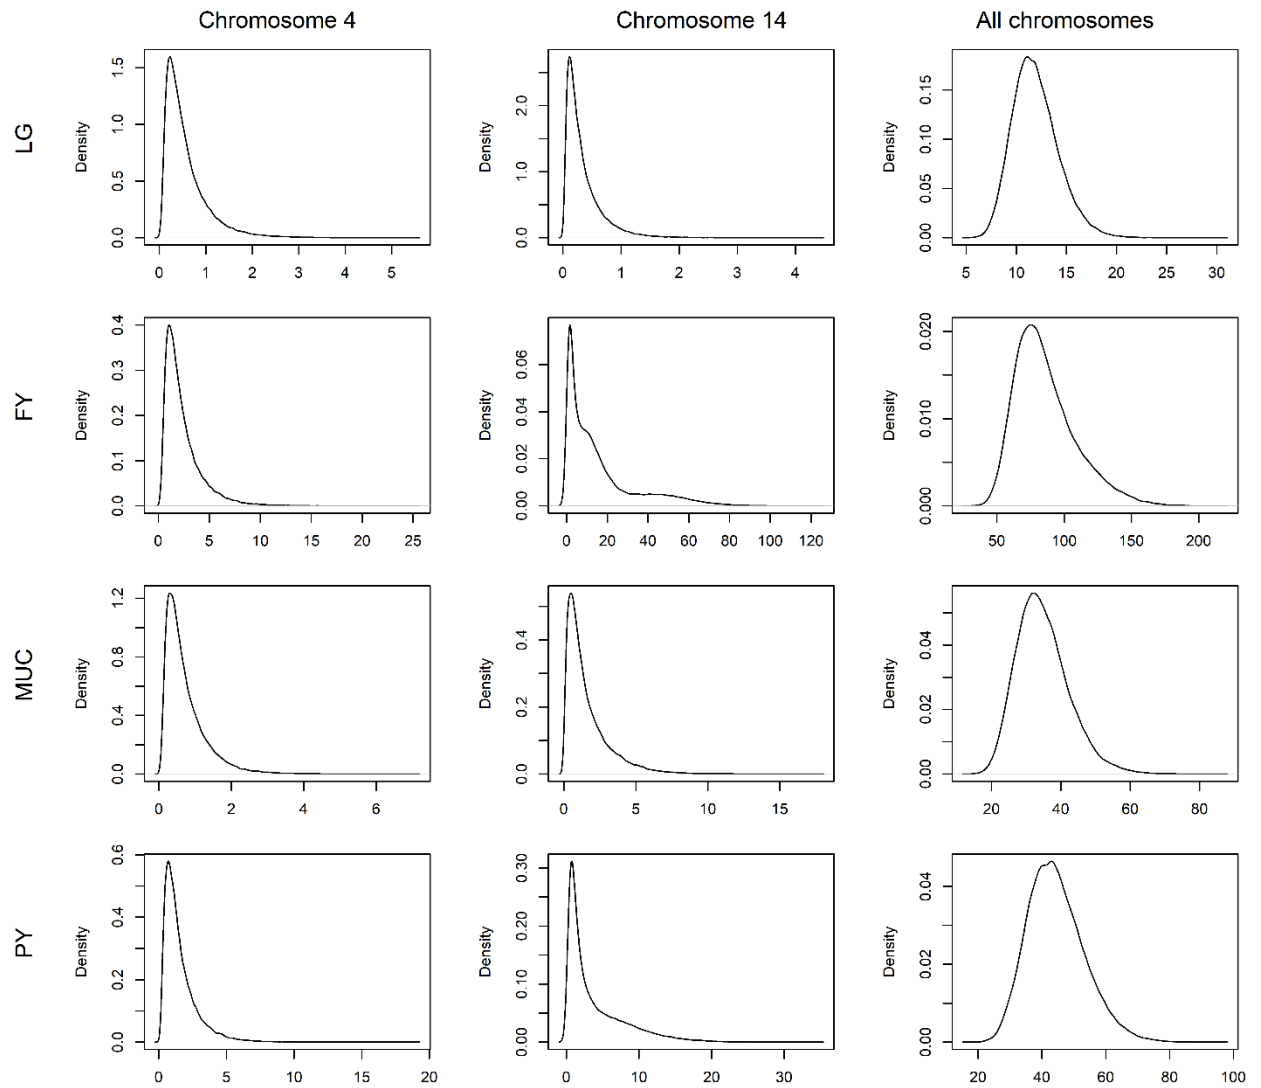 Chromosome 4 Chromosome 14 All chromosomes
LG
Density
0.0 0.5 1.0 1.5
0 1 2 3 4 5
Density
0.0 1.0 2.0
0 1 2 3 4
Density
0.00 0.05 0.10 0.15
5 10 15 20 25 30
FY
Density
0.0 0.1 0.2 0.3 0.4
0 5 10 15 20 25
Density
0.00 0.02 0.04 0.06
0 20 40 60 80 100 120
Density
0.000 0.010 0.020
50 100 150 200
MUC
Density
0.0 0.4 0.8 1.2
0 2 4 6
Density
0.0 0.2 0.4
0 5 10 15
Density
0.00 0.02 0.04
20 40 60 80
PY
Density
0.0 0.2 0.4 0.6
0 5 10 15 20
Density
0.00 0.10 0.20 0.30
0 10 20 30
Density
0.00 0.02 0.04
20 40 60 80 100